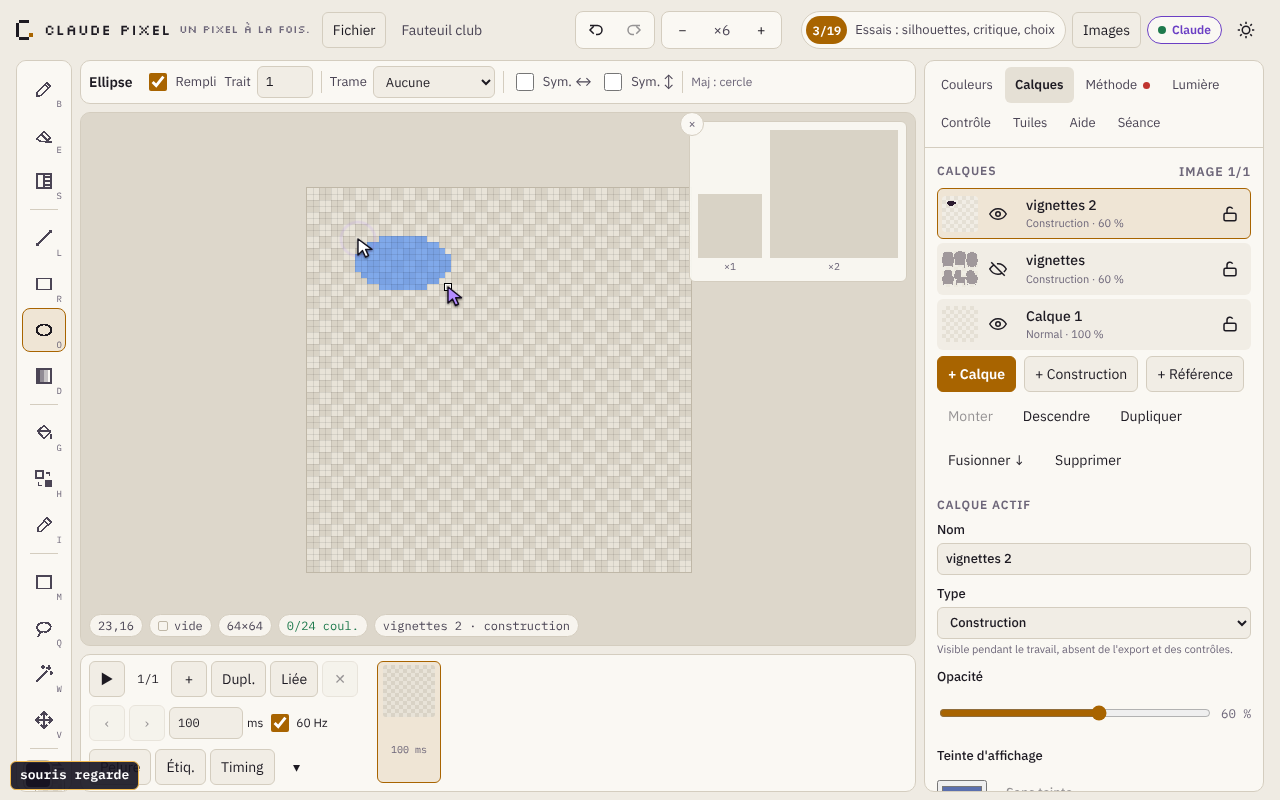 CLAUDE PIXEL UN PIXEL À LA FOIS. Fichier Fauteuil club
− ×6 + 3/19 Essais : silhouettes, critique, choix Images Claude
Ellipse Rempli Trait 1 Trame Aucune Sym. ↔ Sym. ↕ Maj : cercle
B
E
S
L
R
O
D
G
H
I
M
Q
W
V
×
×1 ×2
23,16 vide 64×64 0/24 coul. vignettes 2 · construction
▶ 1/1 + Dupl. Liée ×
‹ › 100 ms 60 Hz
Étiq. Timing ▼
100 ms
souris regarde
Couleurs Calques Méthode Lumière
Contrôle Tuiles Aide Séance
CALQUES IMAGE 1/1
vignettes 2
Construction · 60 %
vignettes
Construction · 60 %
Calque 1
Normal · 100 %
+ Calque + Construction + Référence
Monter Descendre Dupliquer
Fusionner ↓ Supprimer
CALQUE ACTIF
Nom
vignettes 2
Type
Construction
Visible pendant le travail, absent de l'export et des contrôles.
Opacité
60 %
Teinte d'affichage
Sans teinte